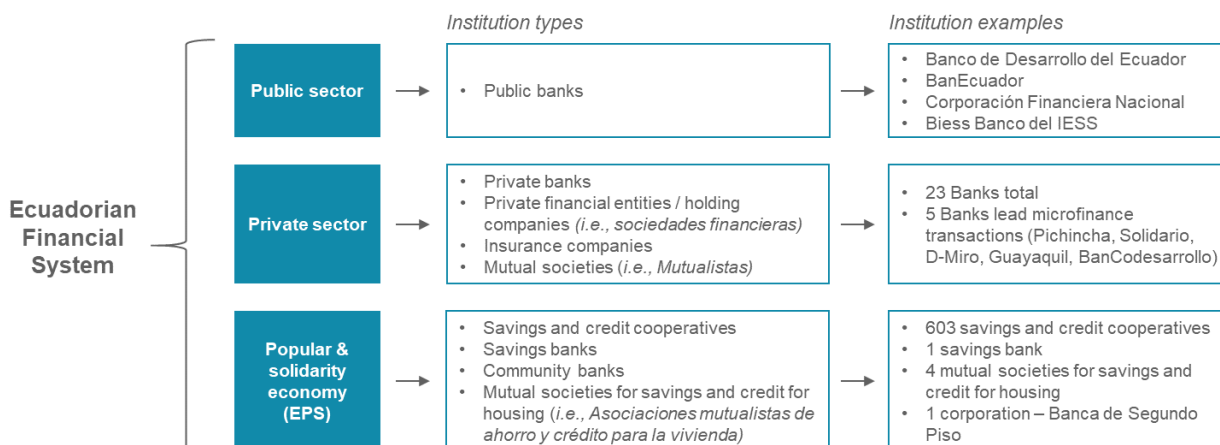 Institution types
Institution examples
Ecuadorian
Financial
System
Public sector
• Public banks
• Banco de Desarrollo del Ecuador
• BanEcuador
• Corporación Financiera Nacional
• Biess Banco del IESS
Private sector
• Private banks
• Private financial entities / holding
companies (i.e., sociedades financieras)
• Insurance companies
• Mutual societies (i.e., Mutualistas)
• 23 Banks total
• 5 Banks lead microfinance
transactions (Pichincha, Solidario,
D-Miro, Guayaquil, BanCodesarrollo)
Popular &
solidarity
economy
(EPS)
• Savings and credit cooperatives
• Savings banks
• Community banks
• Mutual societies for savings and credit for
housing (i.e., Asociaciones mutualistas de
ahorro y crédito para la vivienda)
• 603 savings and credit cooperatives
• 1 savings bank
• 4 mutual societies for savings and
credit for housing
• 1 corporation – Banca de Segundo
Piso